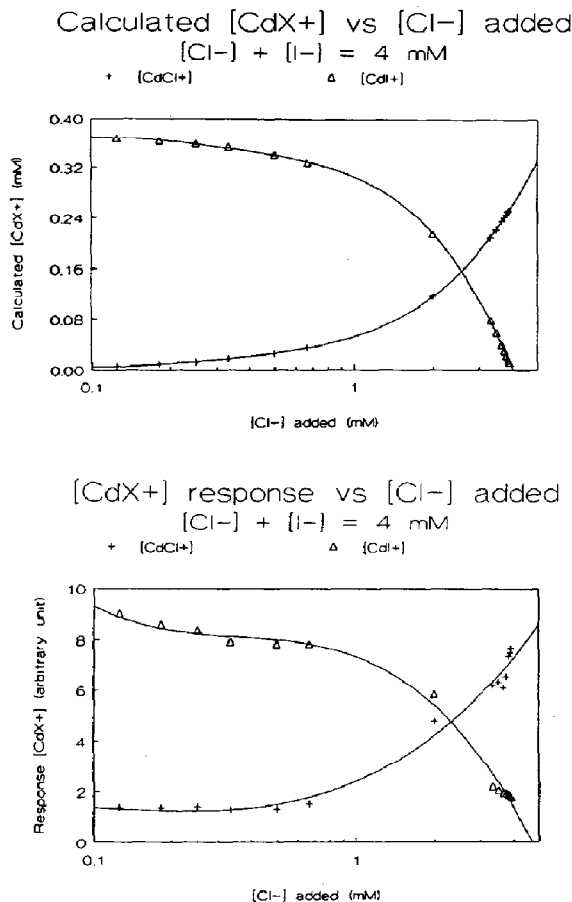 Calculated [CdX+] vs [Cl-] added
[Cl-] + [I-] = 4 mM
+ [CdCl+] △ [CdI+]
0.40
0.32
0.24
0.16
0.08
0.00
Calculated [CdX+] (mM)
0.1 1
[Cl-] added (mM)
[CdX+] response vs [Cl-] added
[Cl-] + [I-] = 4 mM
+ [CdCl+] △ [CdI+]
10
8
6
4
2
0
Response [CdX+] (arbitrary unit)
0.1 1
[Cl-] added (mM)